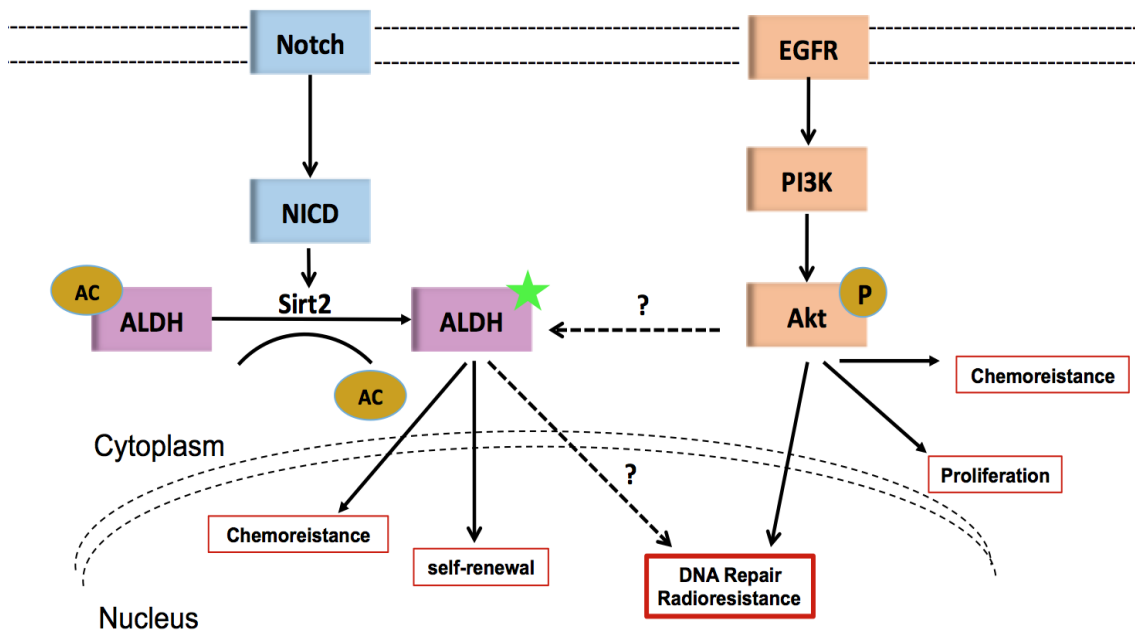 Notch
EGFR
PI3K
NICD
AC
Sirt2
ALDH
ALDH
?
Akt
P
AC
Chemoreistance
Cytoplasm
Proliferation
?
Chemoreistance
self-renewal
DNA Repair
Radioresistance
Nucleus